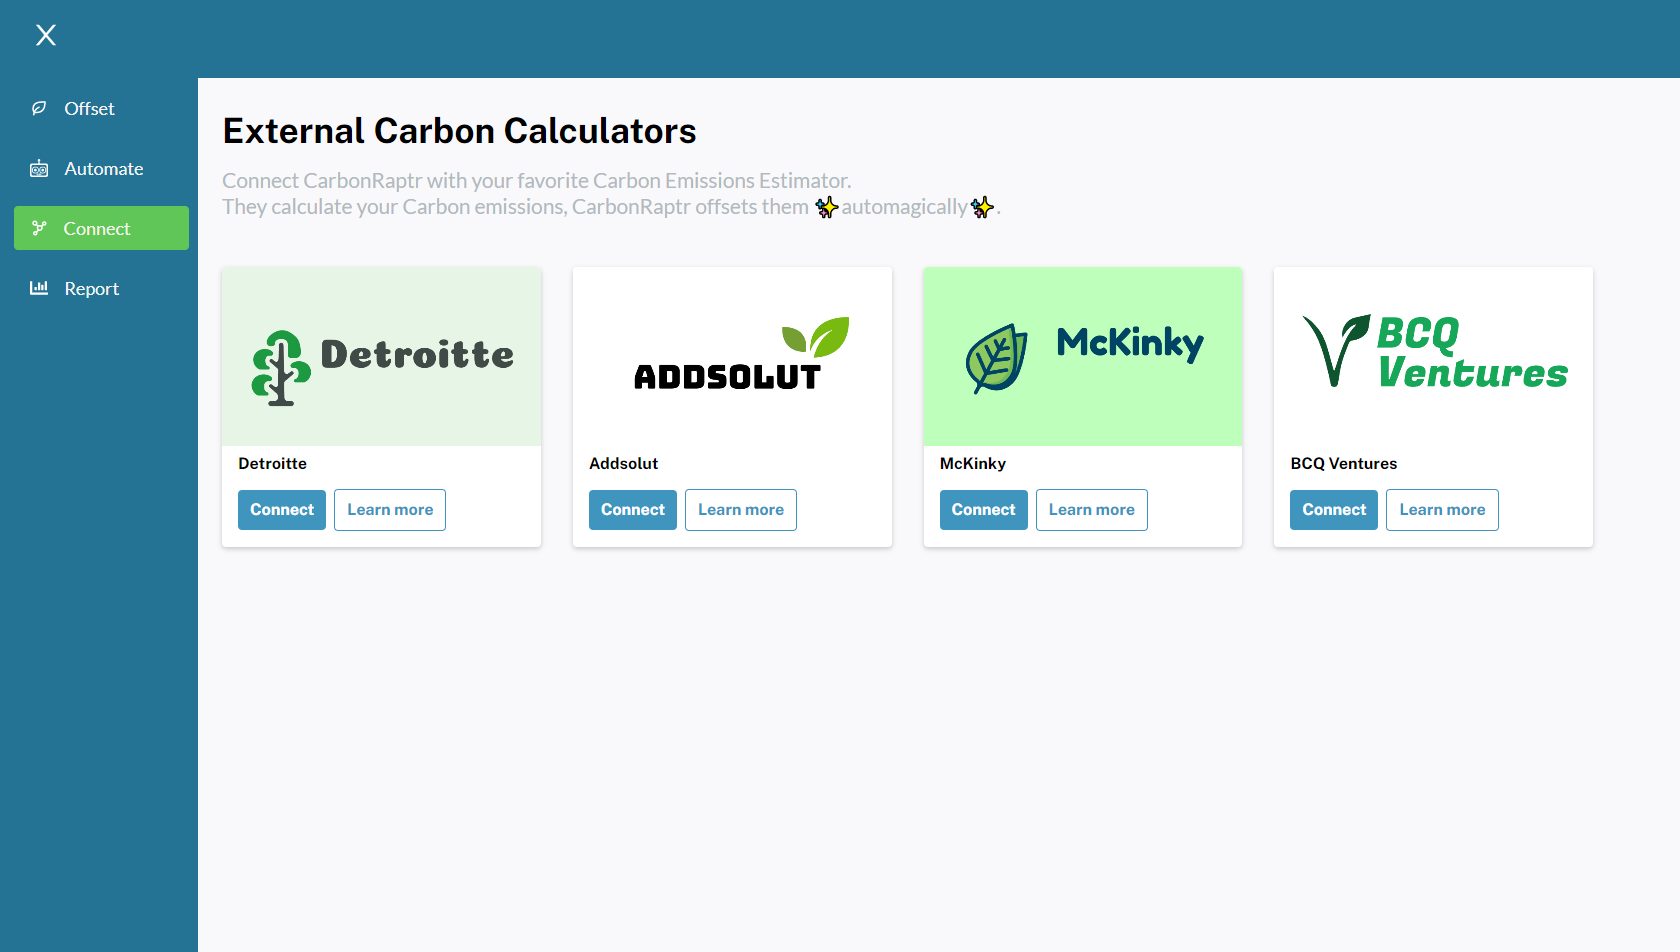 Offset
Automate
Connect
Report
External Carbon Calculators
Connect CarbonRaptr with your favorite Carbon Emissions Estimator.
They calculate your Carbon emissions, CarbonRaptr offsets them ✨automagically✨.
Detroitte
Detroitte
Connect Learn more
ADDSOLUT
Addsolut
Connect Learn more
McKinky
McKinky
Connect Learn more
BCQ
Ventures
BCQ Ventures
Connect Learn more